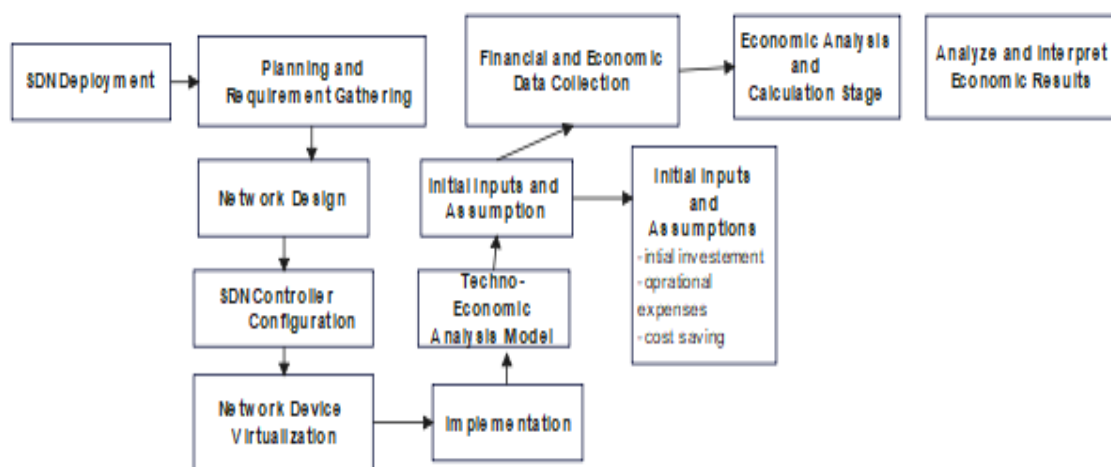 SDN Deployment
Planning and
Requirement Gathering
Network Design
SDN Controller
Configuration
Network Device
Virtualization
Implementation
Techno-
Economic
Analysis Model
Initial Inputs and
Assumption
Initial Inputs
and
Assumptions
-intial investement
-oprational
expenses
-cost saving
Financial and Economic
Data Collection
Economic Analysis
and
Calculation Stage
Analyze and Interpret
Economic Results